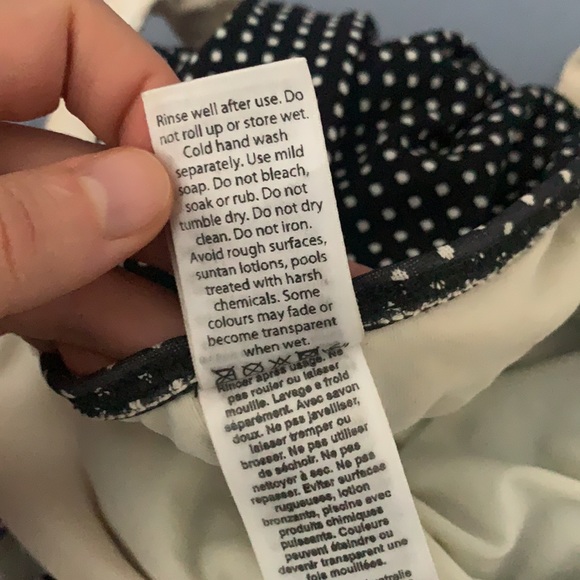 Rinse well after use. Do
not roll up or store wet.
Cold hand wash
separately. Use mild
soap. Do not bleach,
soak or rub. Do not
tumble dry. Do not dry
clean. Do not iron.
Avoid rough surfaces,
suntan lotions, pools
treated with harsh
chemicals. Some
colours may fade or
become transparent
when wet.
Rincer après usage. Ne
pas rouler ou laisser
mouille. Lavage a froid
séparément. Avec savon
doux. Ne pas javelliser,
laisser tremper ou
brosser. Ne pas utiliser
de séchoir. Ne pas
nettoyer à sec. Ne pas
repasser. Eviter surfaces
rugueuses, lotion
bronzants, piscine avec
produits chimiques
puissants. Couleurs
peuvent éteindre ou
devenir transparent une
fois mouillées.